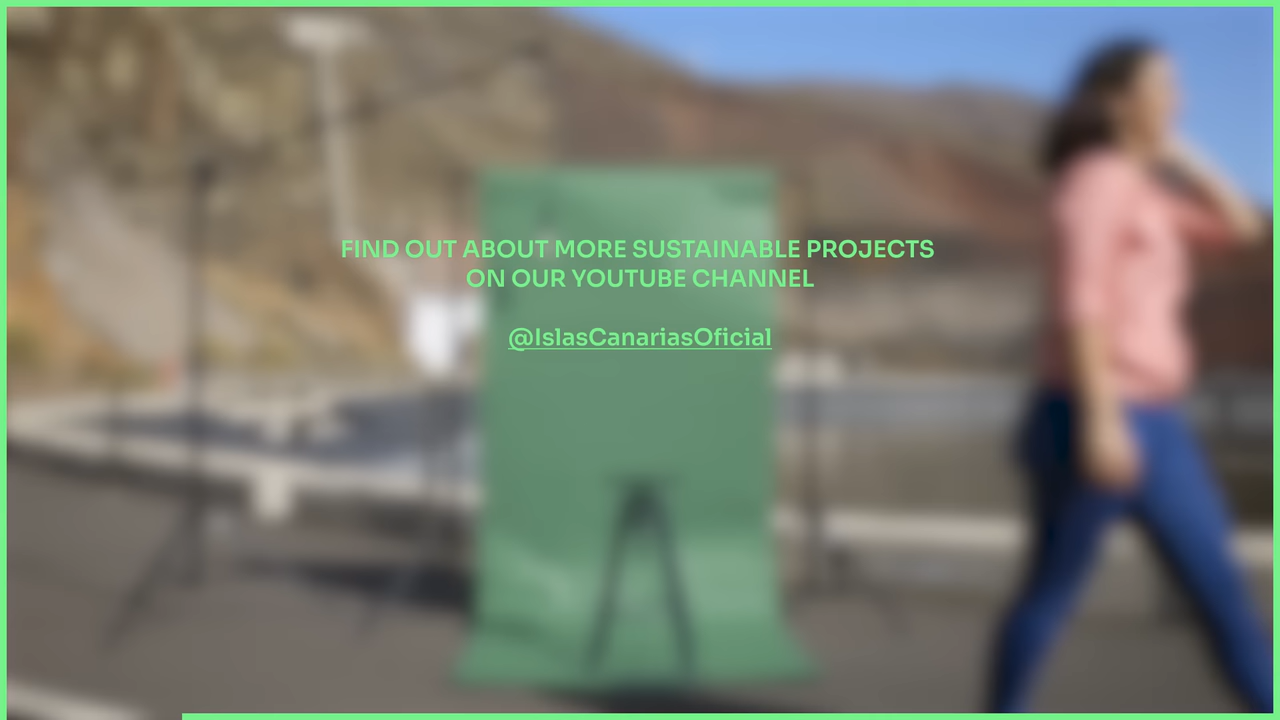 FIND OUT ABOUT MORE SUSTAINABLE PROJECTS
ON OUR YOUTUBE CHANNEL
@IslasCanariasOficial